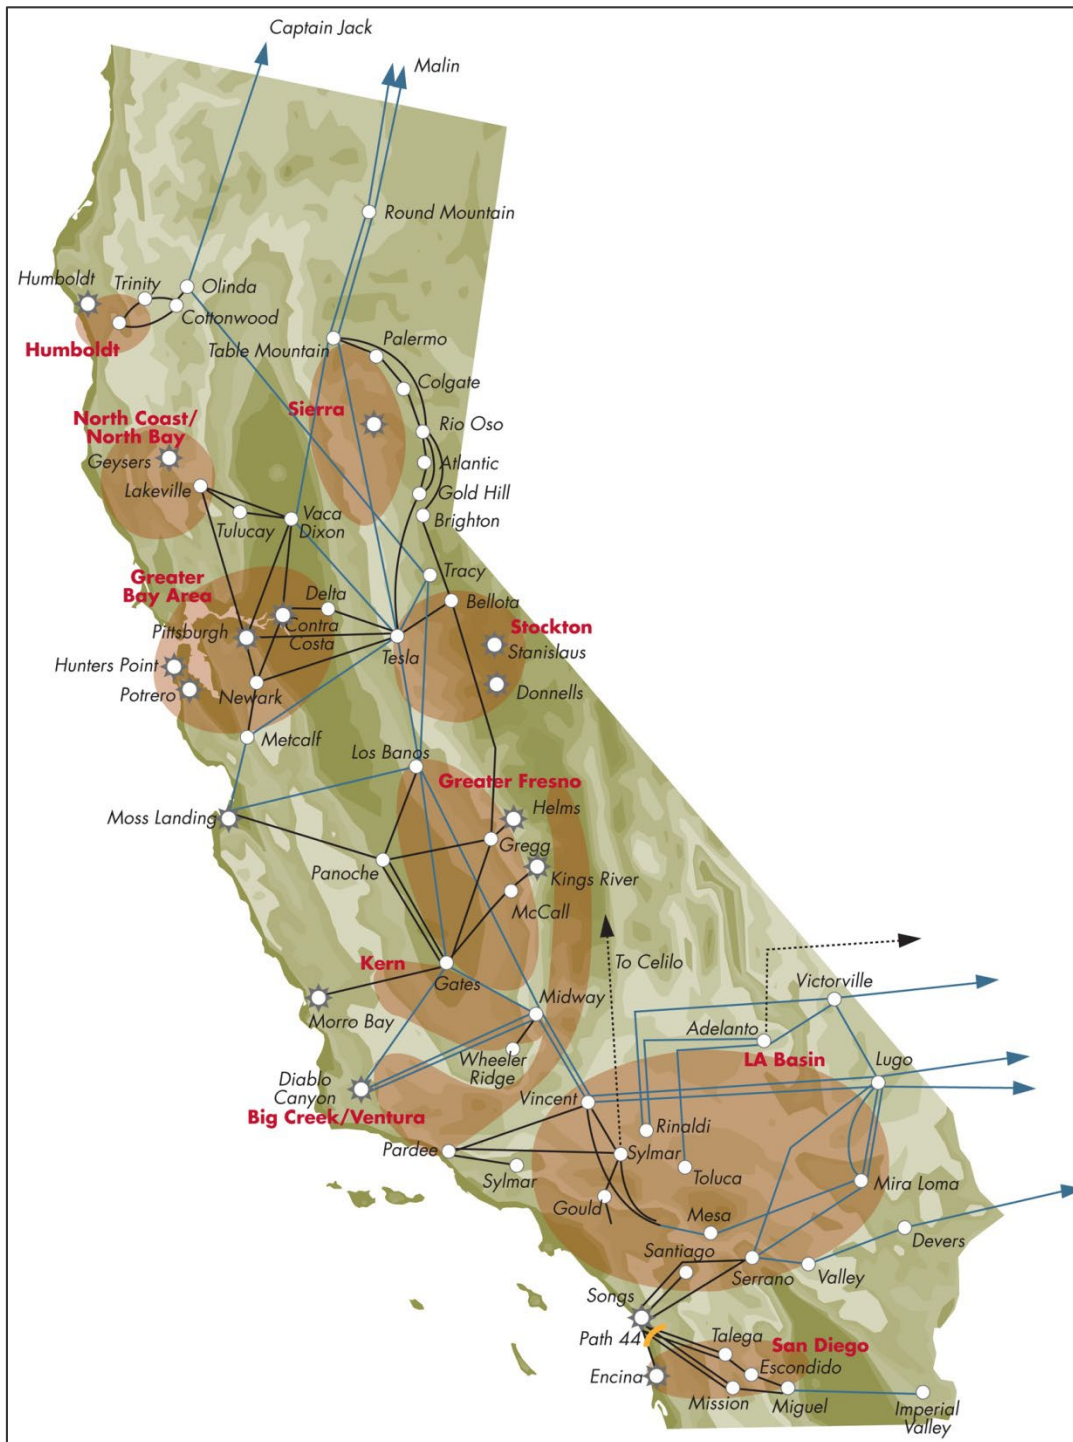 Captain Jack
Malin
Round Mountain
Humboldt
Trinity
Olinda
Cottonwood
Humboldt
Table Mountain
Palermo
Colgate
Sierra
Rio Oso
North Coast/
North Bay
Geysers
Atlantic
Lakeville
Gold Hill
Tulucay
Vaca
Dixon
Brighton
Tracy
Greater
Bay Area
Delta
Bellota
Pittsburgh
Contra
Costa
Stockton
Stanislaus
Tesla
Hunters Point
Potrero
Newark
Donnells
Metcalf
Los Banos
Greater Fresno
Moss Landing
Helms
Gregg
Panoche
Kings River
McCall
To Celilo
Kern
Gates
Midway
Victorville
Morro Bay
Adelanto
Wheeler
Ridge
LA Basin
Lugo
Diablo
Canyon
Vincent
Big Creek/Ventura
Rinaldi
Pardee
Sylmar
Sylmar
Toluca
Mira Loma
Gould
Mesa
Devers
Santiago
Serrano
Valley
Songs
Path 44
Talega
San Diego
Encina
Escondido
Mission
Miguel
Imperial
Valley